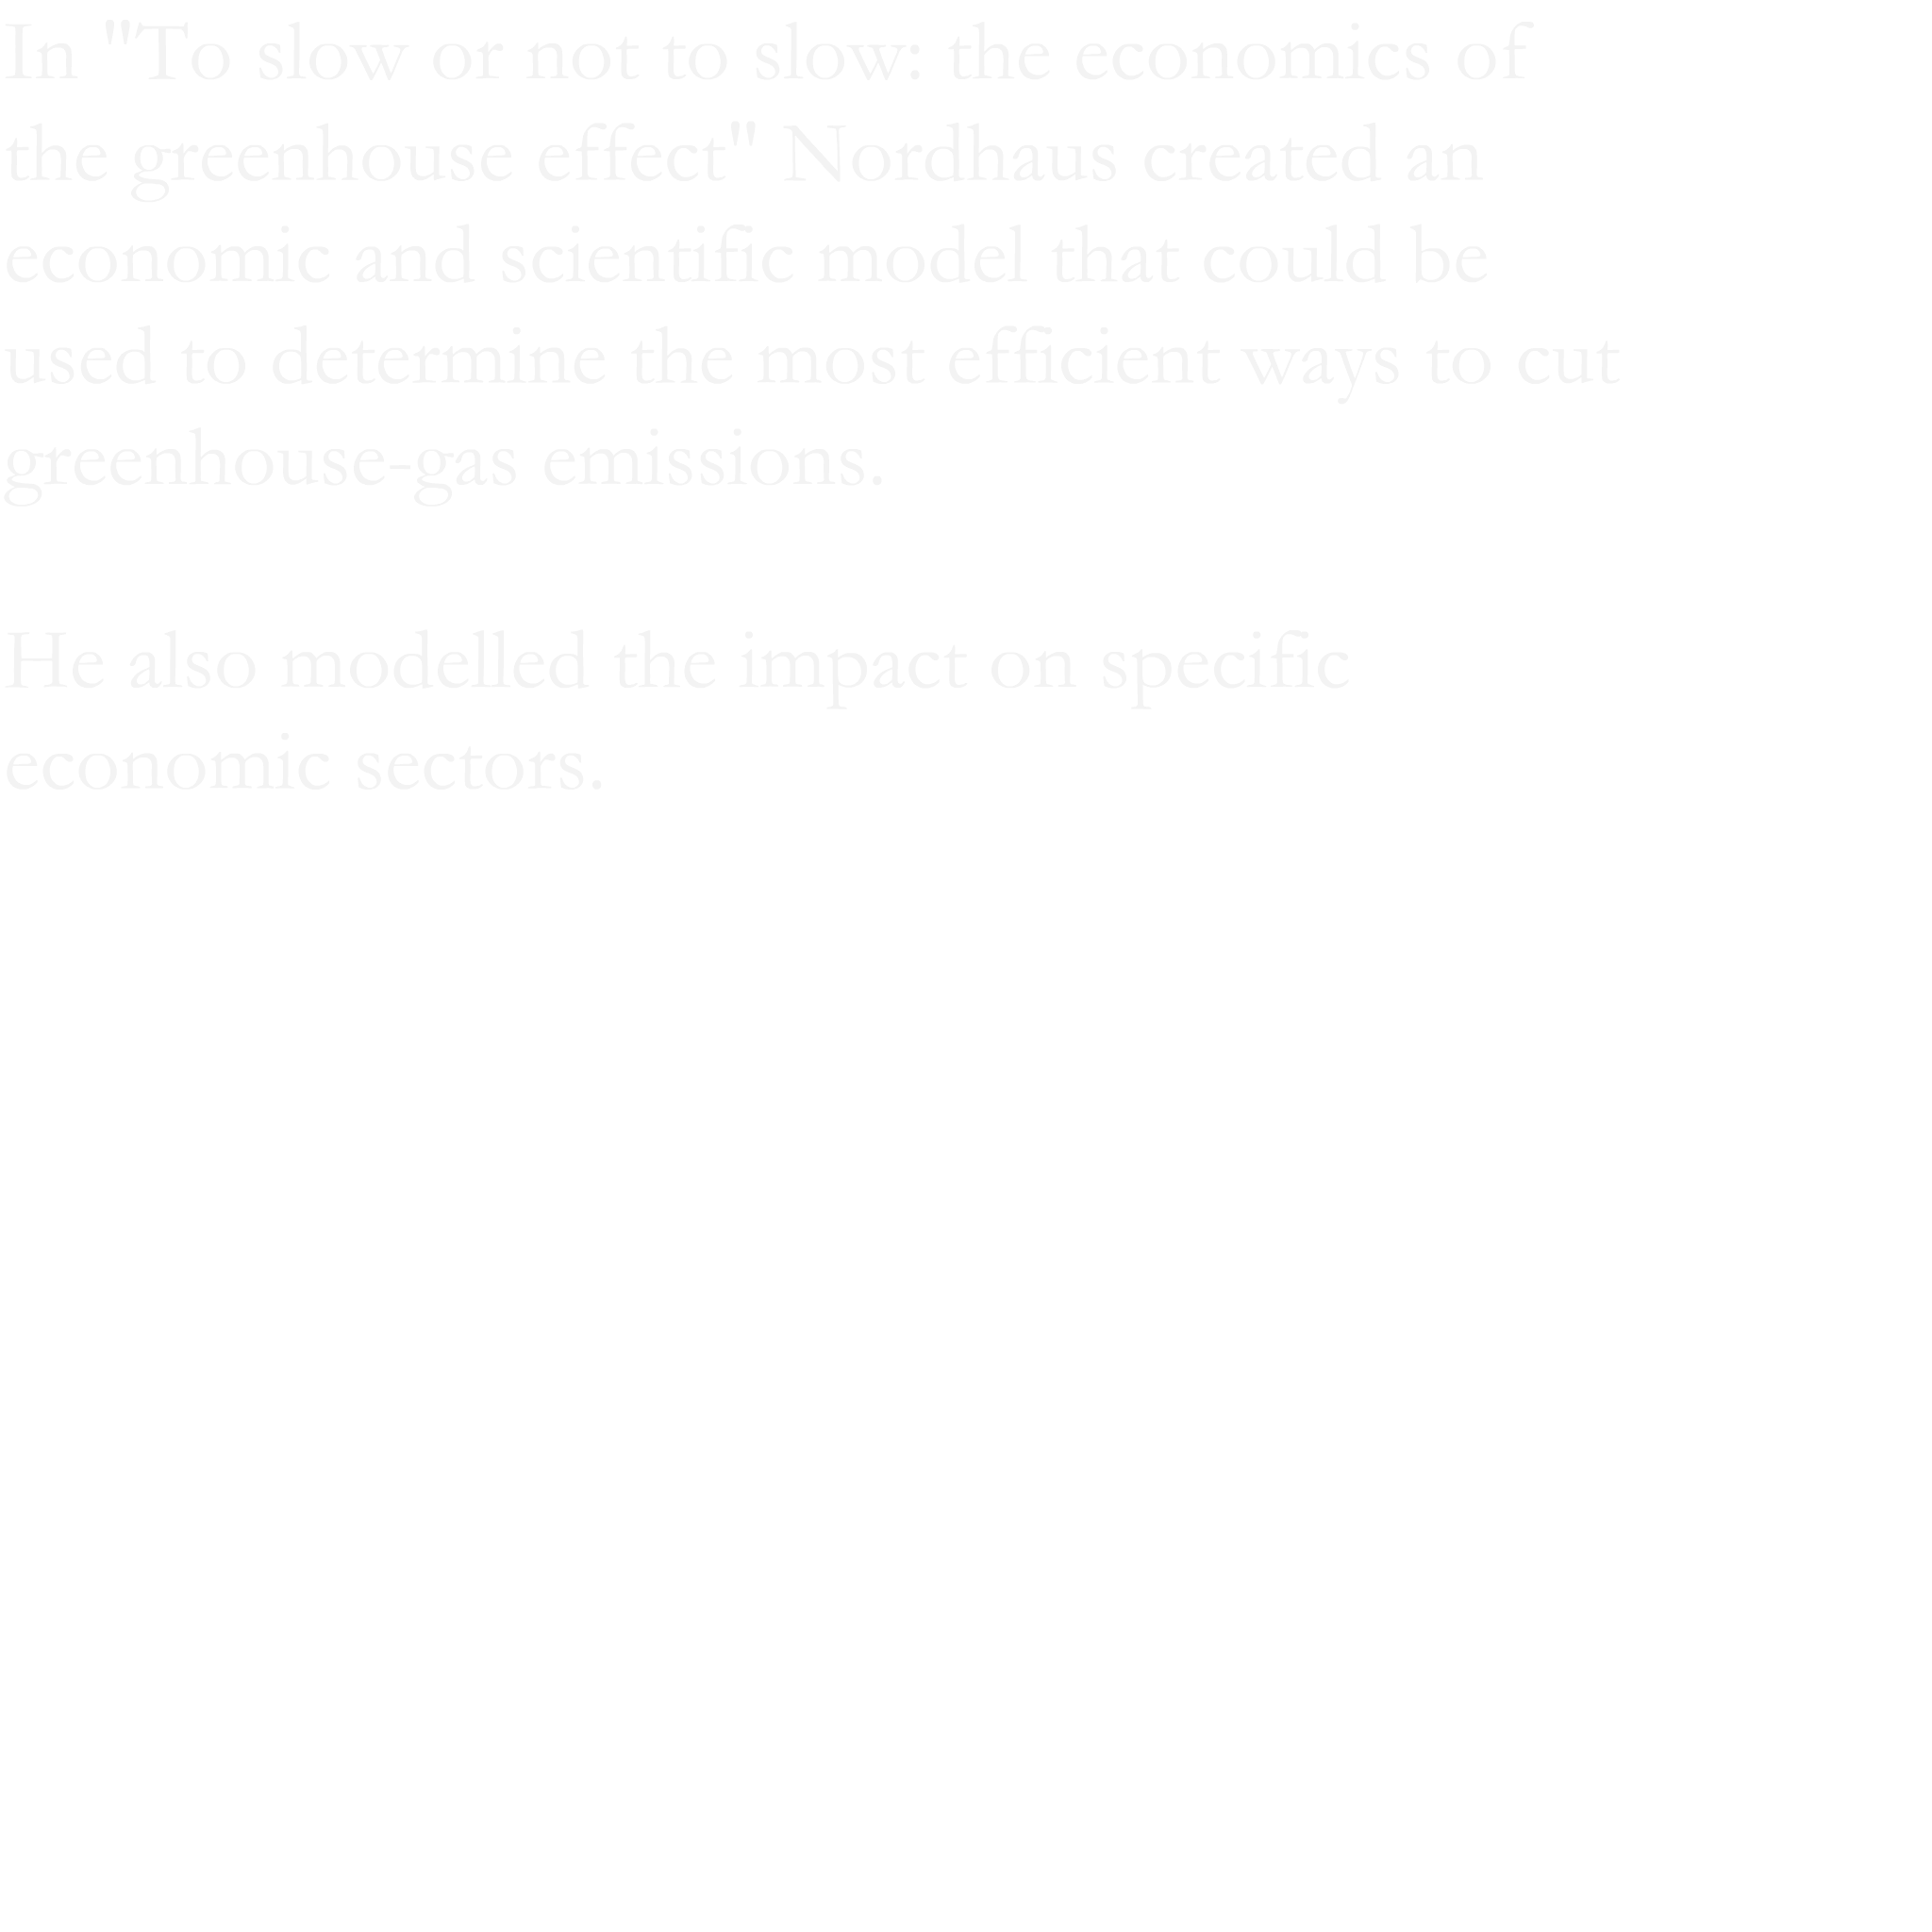 In "To slow or not to slow: the economics of
the greenhouse effect" Nordhaus created an
economic and scientific model that could be
used to determine the most efficient ways to cut
greenhouse-gas emissions.
He also modelled the impact on specific
economic sectors.